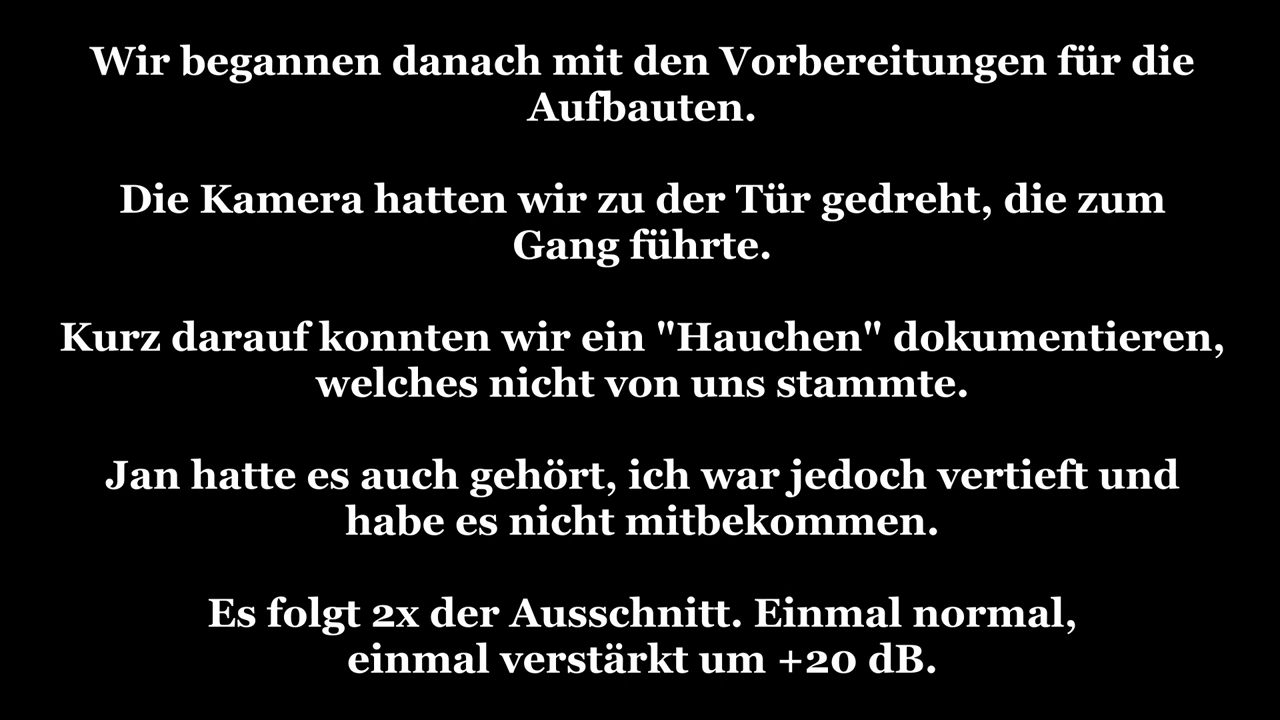 Wir begannen danach mit den Vorbereitungen für die
Aufbauten.
Die Kamera hatten wir zu der Tür gedreht, die zum
Gang führte.
Kurz darauf konnten wir ein "Hauchen" dokumentieren,
welches nicht von uns stammte.
Jan hatte es auch gehört, ich war jedoch vertieft und
habe es nicht mitbekommen.
Es folgt 2x der Ausschnitt. Einmal normal,
einmal verstärkt um +20 dB.